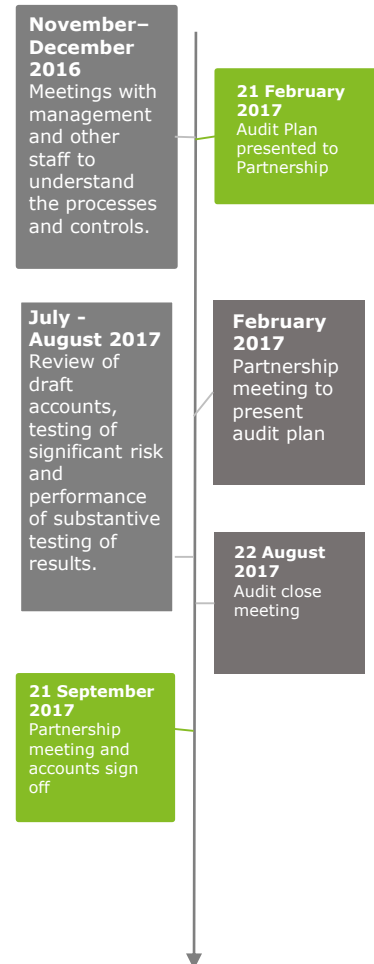 November–
December
2016
Meetings with
management
and other
staff to
understand
the processes
and controls.
21 February
2017
Audit Plan
presented to
Partnership
July -
August 2017
Review of
draft
accounts,
testing of
significant risk
and
performance
of substantive
testing of
results.
February
2017
Partnership
meeting to
present
audit plan
22 August
2017
Audit close
meeting
21 September
2017
Partnership
meeting and
accounts sign
off